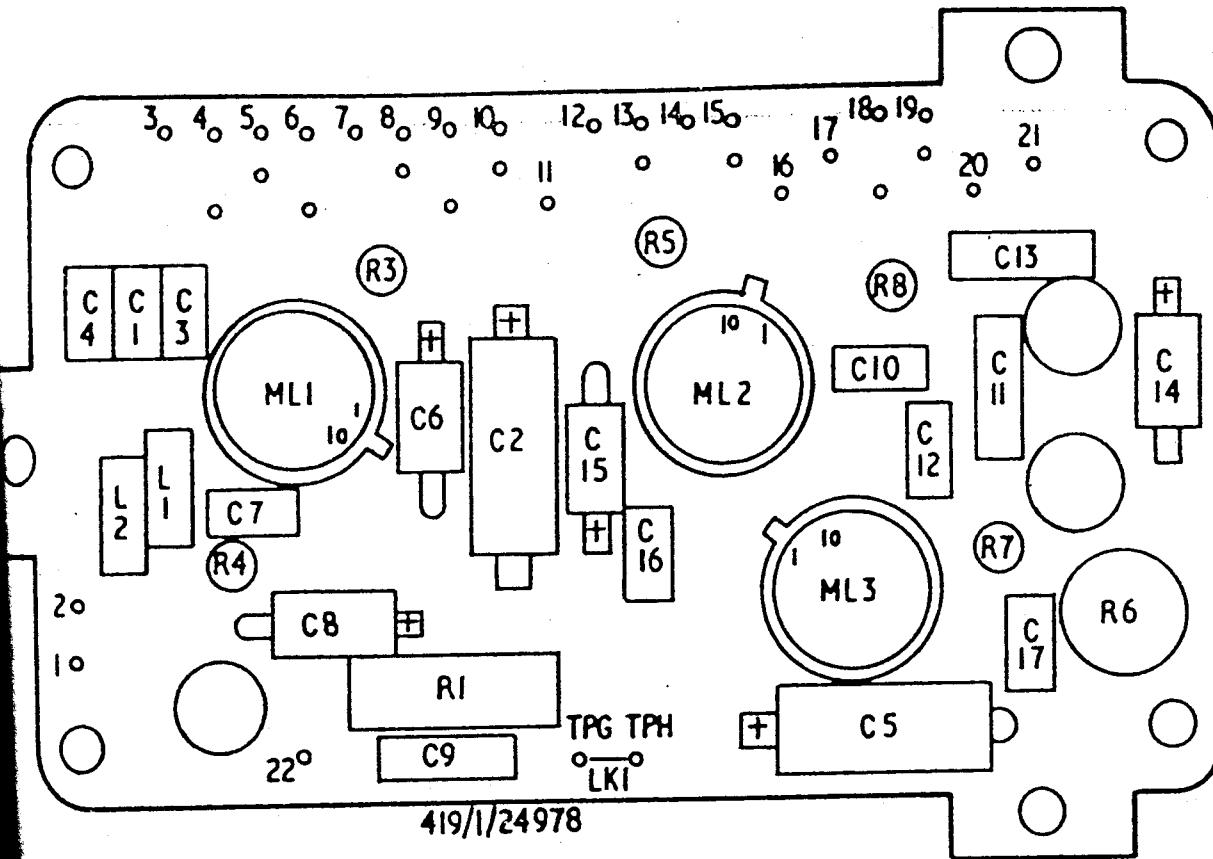 3 4 5 6 7 8 9 10 12 13 14 15 17 18 19 21
11 16 20
R5
R3
C13
R8
C 4
C 1
C 3
+
+
+
10 1
C10
ML1
1
10
C6
C2
C 15
ML2
C 11
C 14
C 12
L 2
L 1
C7
+
C 16
1 10
R7
R4
ML3
2
C8
+
C 17
R6
1
R1
TPG TPH
+
C5
22
C9
LK1
419/1/24978